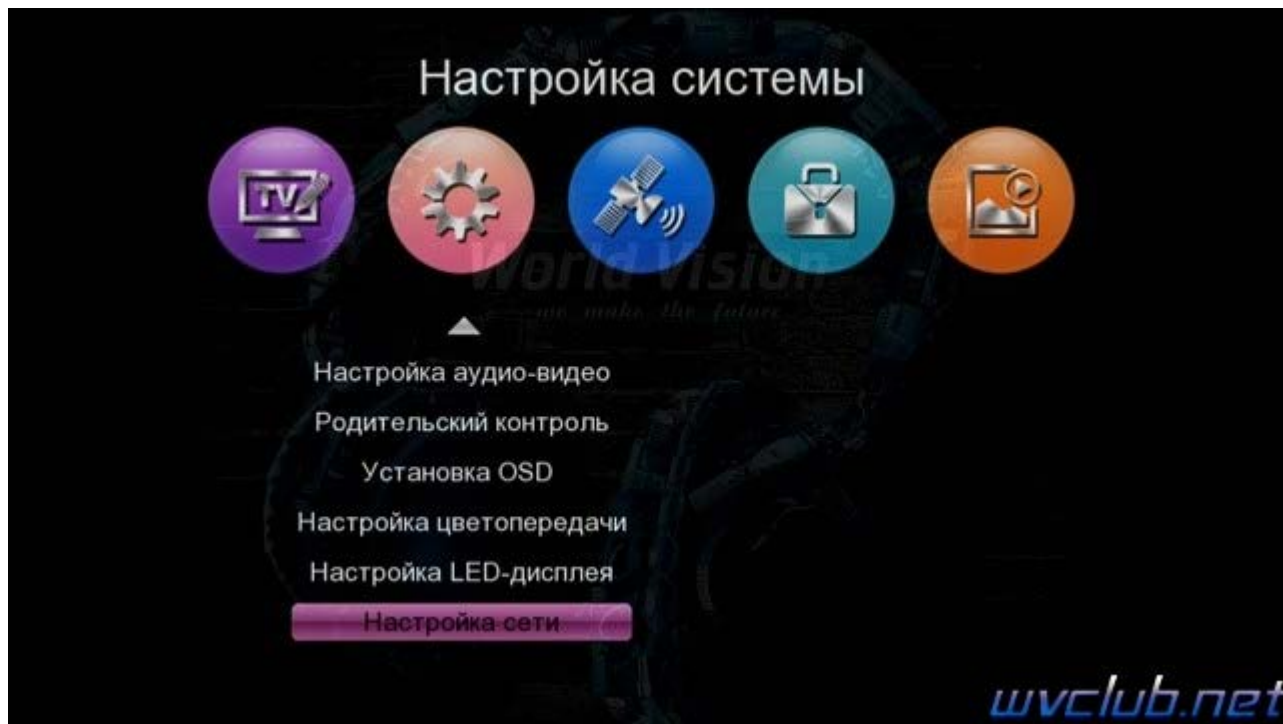 Настройка системы
TV
World Vision
we make the future
Настройка аудио-видео
Родительский контроль
Установка OSD
Настройка цветопередачи
Настройка LED-дисплея
Настройка сети
wvclub.net